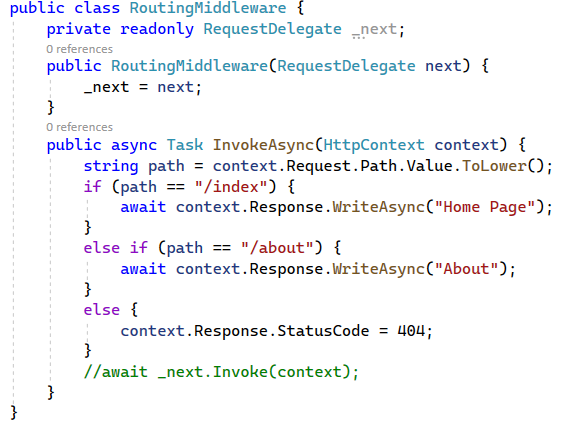 public class RoutingMiddleware {
    private readonly RequestDelegate _next;
    0 references
    public RoutingMiddleware(RequestDelegate next) {
        _next = next;
    }
    0 references
    public async Task InvokeAsync(HttpContext context) {
        string path = context.Request.Path.Value.ToLower();
        if (path == "/index") {
            await context.Response.WriteAsync("Home Page");
        }
        else if (path == "/about") {
            await context.Response.WriteAsync("About");
        }
        else {
            context.Response.StatusCode = 404;
        }
        //await _next.Invoke(context);
    }
}